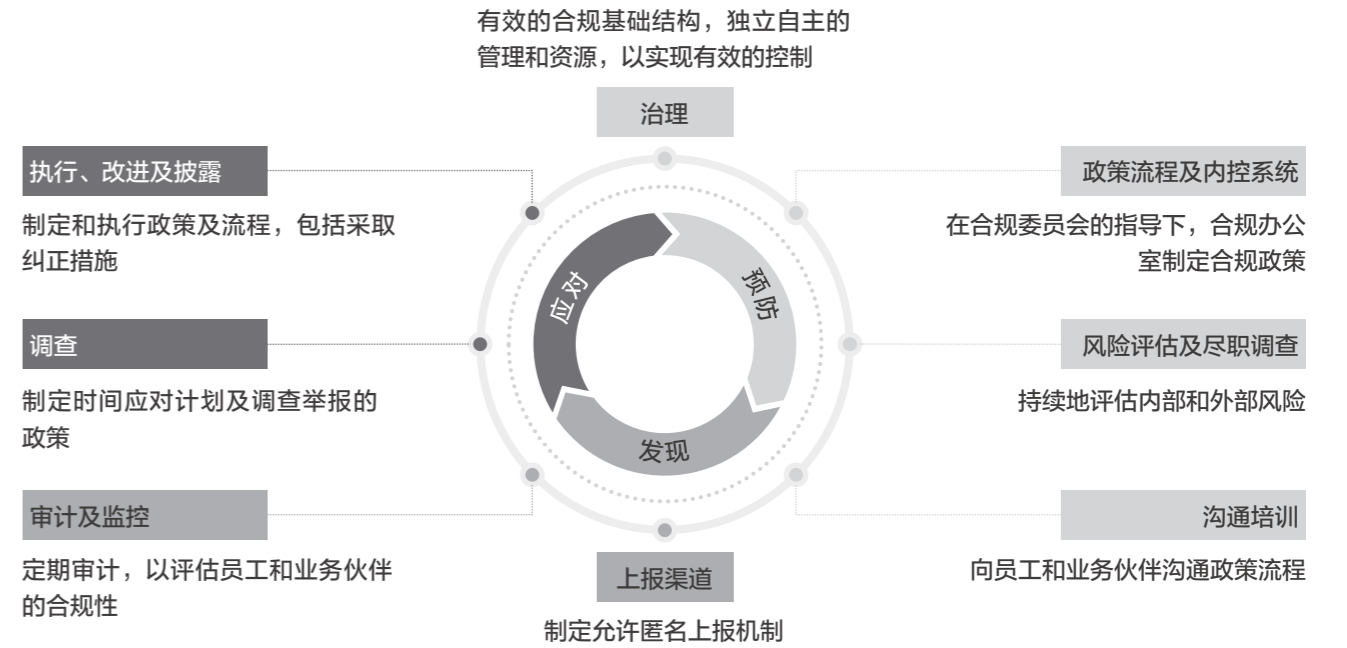 有效的合规基础结构，独立自主的
管理和资源，以实现有效的控制
治理
执行、改进及披露
制定和执行政策及流程，包括采取
纠正措施
调查
制定时间应对计划及调查举报的
政策
审计及监控
定期审计，以评估员工和业务伙伴
的合规性
应对
预防
发现
上报渠道
制定允许匿名上报机制
政策流程及内控系统
在合规委员会的指导下，合规办公
室制定合规政策
风险评估及尽职调查
持续地评估内部和外部风险
沟通培训
向员工和业务伙伴沟通政策流程